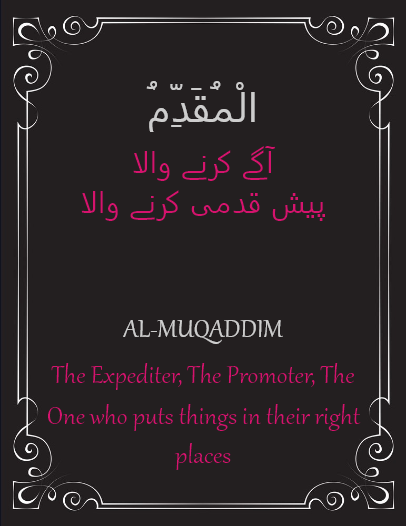 الْمُقَدِّمُ
آگے کرنے والا
پیش قدمی کرنے والا
AL-MUQADDIM
The Expediter, The Promoter, The
One who puts things in their right
places